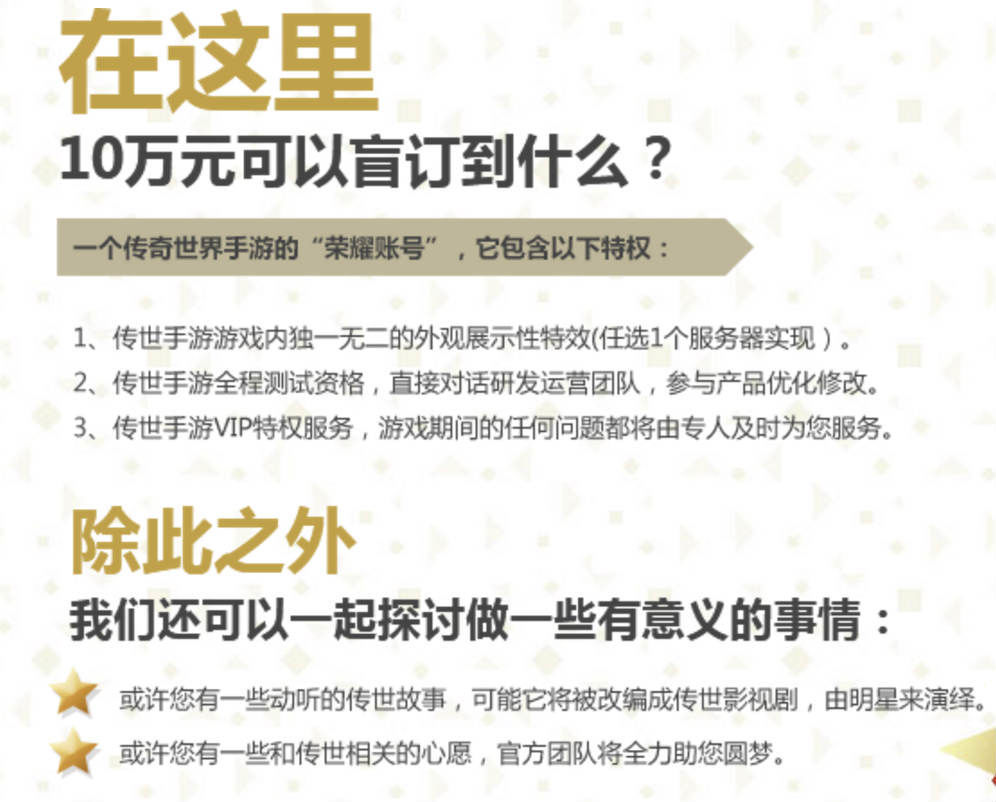 在这里
10万元可以盲订到什么？
一个传奇世界手游的“荣耀账号”，它包含以下特权：
1、传世手游游戏内独一无二的外观展示性特效(任选1个服务器实现）。
2、传世手游全程测试资格，直接对话研发运营团队，参与产品优化修改。
3、传世手游VIP特权服务，游戏期间的任何问题都将由专人及时为您服务。
除此之外
我们还可以一起探讨做一些有意义的事情：
或许您有一些动听的传世故事，可能它将被改编成传世影视剧，由明星来演绎。
或许您有一些和传世相关的心愿，官方团队将全力助您圆梦。